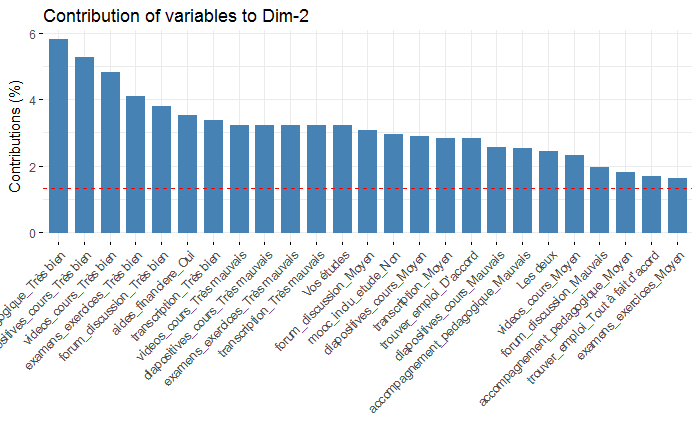 Contribution of variables to Dim-2
Contributions (%)
6
4
2
0
ogique_Très bien
ositives_cours_Très bien
videos_cours_Très bien
examens_exercices_Très bien
forum_discussion_Très bien
aides_financiere_Oui
transcription_Très bien
videos_cours_Très mauvais
diapositives_cours_Très mauvais
examens_exercices_Très mauvais
transcription_Très mauvais
Vos études
forum_discussion_Moyen
mooc_indu_etude_Non
diapositives_cours_Moyen
transcription_Moyen
trouver_emploi_D'accord
diapositives_cours_Mauvais
accompagnement_pedagogique_Mauvais
Les deux
videos_cours_Moyen
forum_discussion_Mauvais
accompagnement_pedagogique_Moyen
trouver_emploi_Tout à fait d'accord
examens_exercices_Moyen